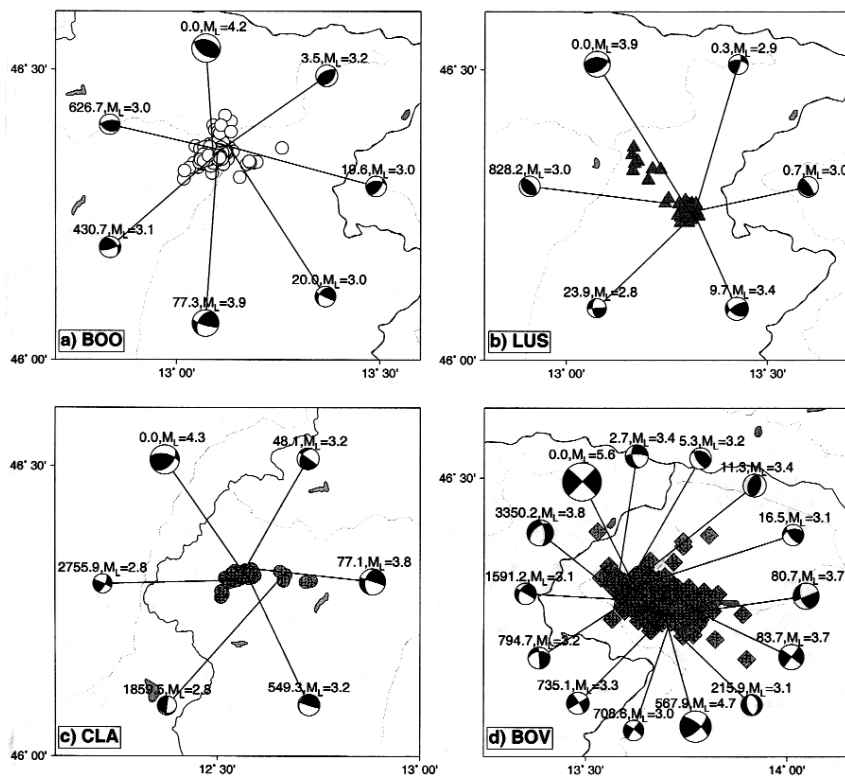 0.0,ML=4.2
46˚30'
3.5,ML=3.2
626.7,ML=3.0
19.6,ML=3.0
430.7,ML=3.1
20.0,ML=3.0
77.3,ML=3.9
a) BOO
46˚00'
13˚00'
13˚30'
0.0,ML=3.9
0.3,ML=2.9
46˚30'
828.2,ML=3.0
0.7,ML=3.0
23.9,ML=2.8
9.7,ML=3.4
b) LUS
46˚00'
13˚00'
13˚30'
0.0,ML=4.3
48.1,ML=3.2
46˚30'
2755.9,ML=2.8
77.1,ML=3.8
1859.5,ML=2.8
549.3,ML=3.2
c) CLA
46˚00'
12˚30'
13˚00'
2.7,ML=3.4
5.3,ML=3.2
0.0,ML=5.6
11.3,ML=3.4
46˚30'
3350.2,ML=3.8
16.5,ML=3.1
1591.2,ML=3.1
80.7,ML=3.7
794.7,ML=3.2
83.7,ML=3.7
735.1,ML=3.3
215.9,ML=3.1
708.6,ML=3.0
567.9,ML=4.7
d) BOV
46˚00'
13˚30'
14˚00'